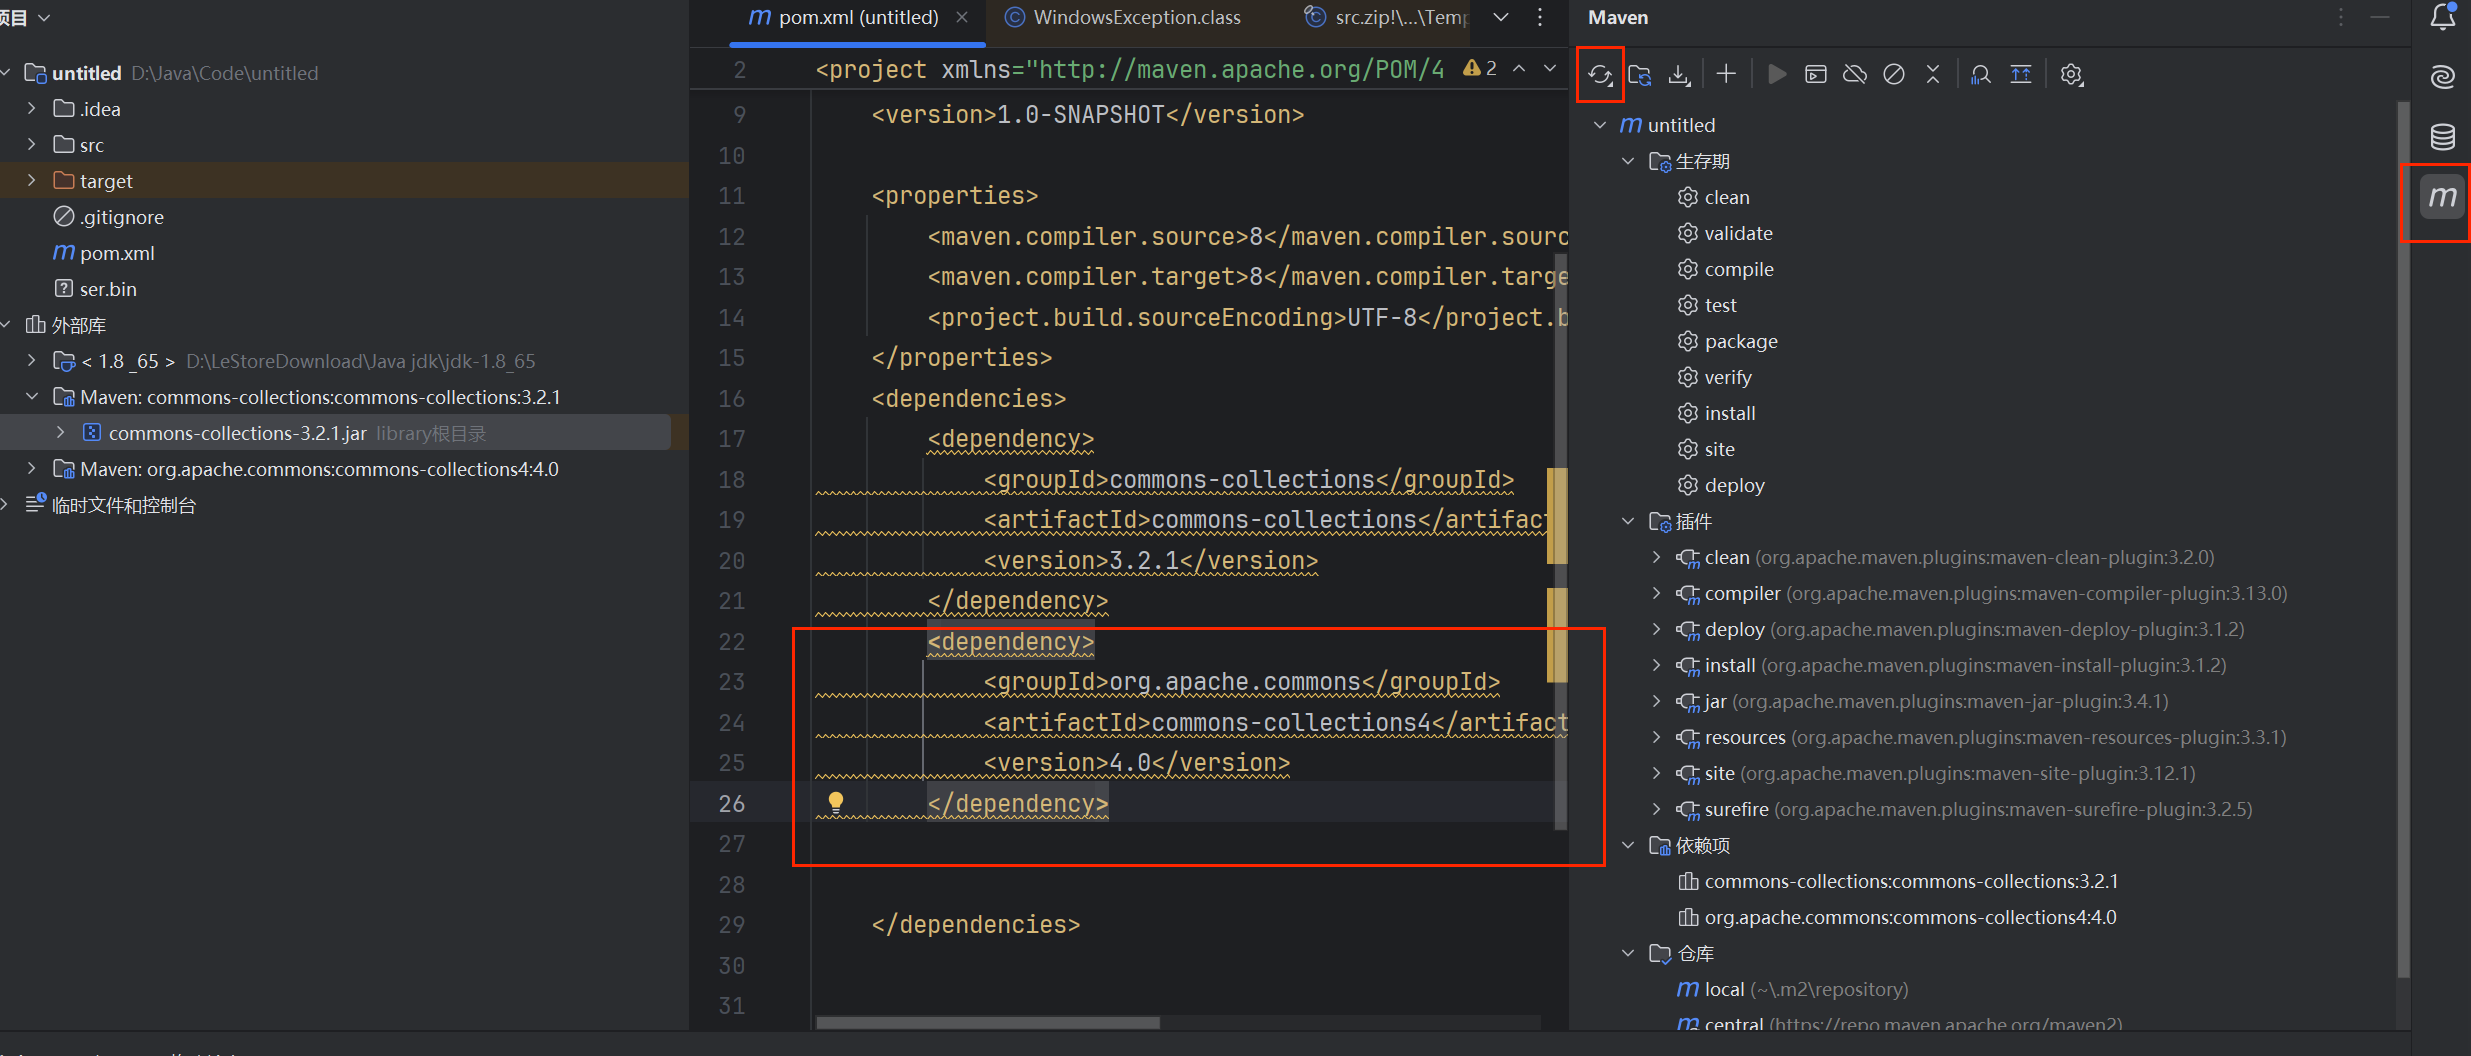 项目
untitled D:\Java\Code\untitled
.idea
src
target
.gitignore
pom.xml
ser.bin
外部库
< 1.8 _65 > D:\LeStoreDownload\Java jdk\jdk-1.8_65
Maven: commons-collections:commons-collections:3.2.1
commons-collections-3.2.1.jar library根目录
Maven: org.apache.commons:commons-collections4:4.0
临时文件和控制台
pom.xml (untitled)
WindowsException.class
src.zip!\...\Temp
2 <project xmlns="http://maven.apache.org/POM/4 2
9 <version>1.0-SNAPSHOT</version>
10
11 <properties>
12 <maven.compiler.source>8</maven.compiler.sourc
13 <maven.compiler.target>8</maven.compiler.targe
14 <project.build.sourceEncoding>UTF-8</project.b
15 </properties>
16 <dependencies>
17 <dependency>
18 <groupId>commons-collections</groupId>
19 <artifactId>commons-collections</artifact
20 <version>3.2.1</version>
21 </dependency>
22 <dependency>
23 <groupId>org.apache.commons</groupId>
24 <artifactId>commons-collections4</artifact
25 <version>4.0</version>
26 </dependency>
27
28
29 </dependencies>
30
31
Maven
m untitled
生存期
clean
validate
compile
test
package
verify
install
site
deploy
插件
clean (org.apache.maven.plugins:maven-clean-plugin:3.2.0)
compiler (org.apache.maven.plugins:maven-compiler-plugin:3.13.0)
deploy (org.apache.maven.plugins:maven-deploy-plugin:3.1.2)
install (org.apache.maven.plugins:maven-install-plugin:3.1.2)
jar (org.apache.maven.plugins:maven-jar-plugin:3.4.1)
resources (org.apache.maven.plugins:maven-resources-plugin:3.3.1)
site (org.apache.maven.plugins:maven-site-plugin:3.12.1)
surefire (org.apache.maven.plugins:maven-surefire-plugin:3.2.5)
依赖项
commons-collections:commons-collections:3.2.1
org.apache.commons:commons-collections4:4.0
仓库
local (~\.m2\repository)
central (https://repo.maven.apache.org/maven2)
m